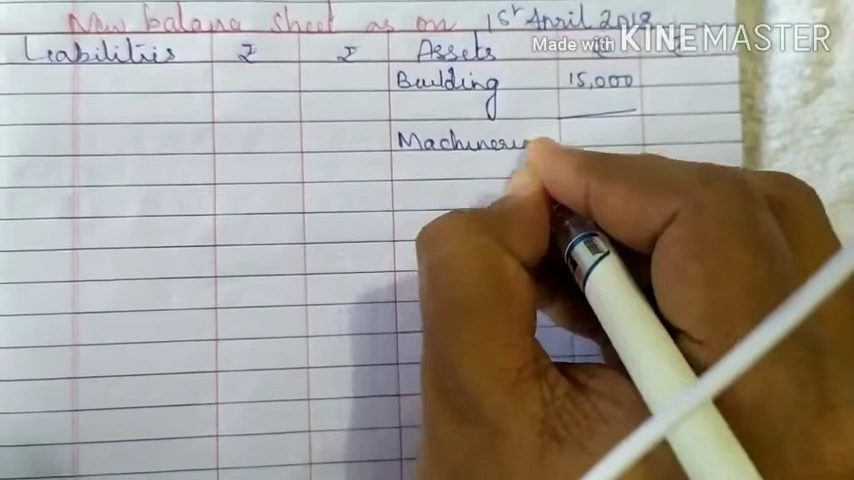 New balance sheet as on 1st April 2018
Made with KINEMASTER
Liabilities ₹ ₹ Assets ₹ ₹
Building 15,000
Machinery